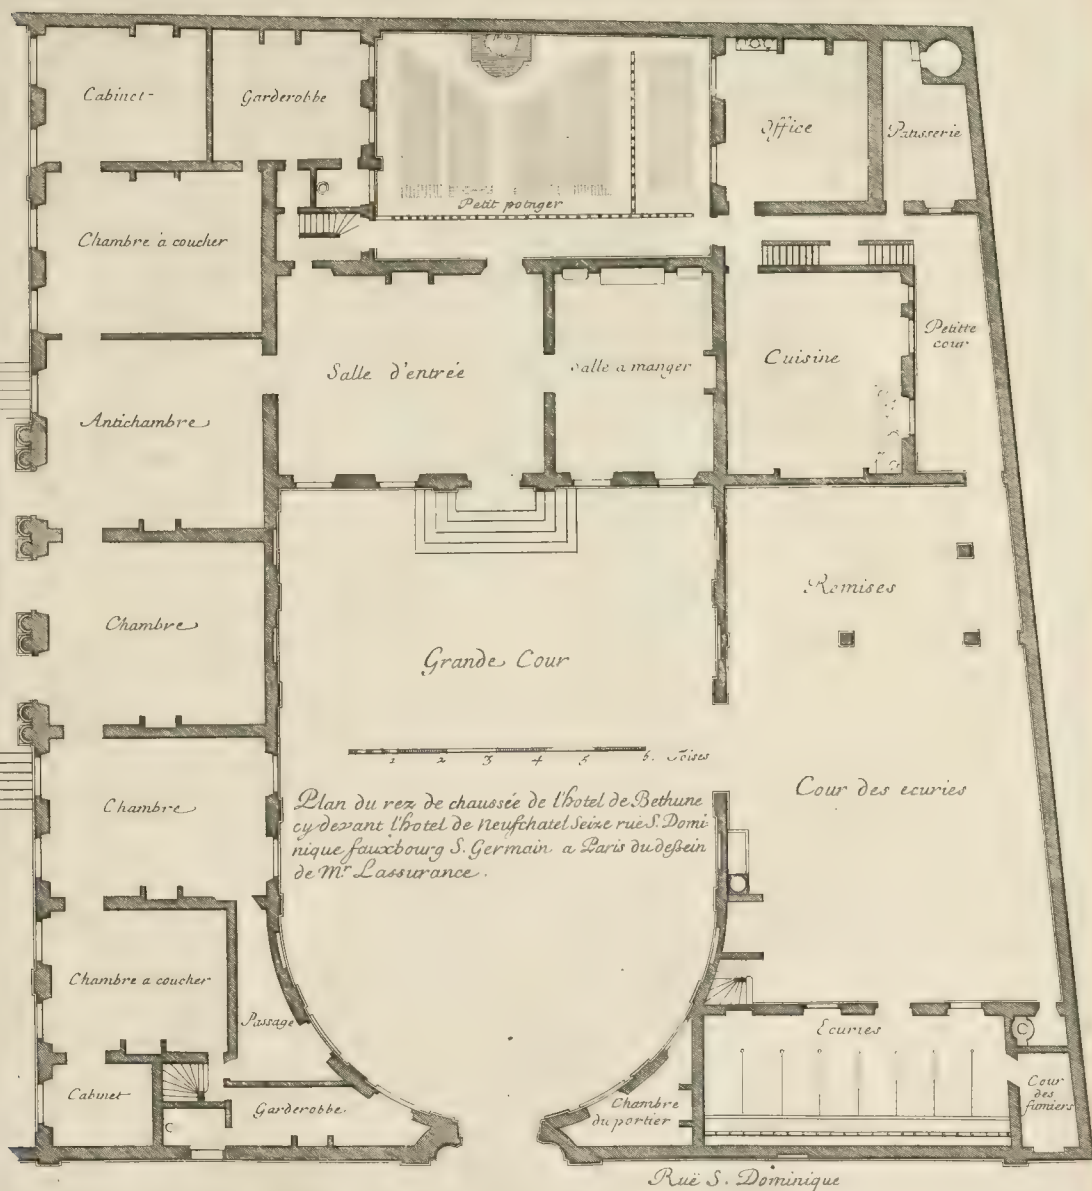 Cabinet
Garderobbe
Petit potager
Office
Patisserie
Chambre à coucher
Salle d'entrée
Salle a manger
Cuisine
Petitte
cour
Antichambre
Chambre
Grande Cour
Remises
1 2 3 4 5 6. Toises
Chambre
Cour des ecuries
Plan du rez de chaussée de l'hotel de Bethune
cy devant l'hotel de Neufchatel Seize rue S. Domi-
nique fauxbourg S. Germain a Paris du deßein
de Mr. Lassurance.
Chambre a coucher
Passage
Ecuries
Cabinet
Garderobbe
Chambre
du portier
Cour
des
fumiers
Rue S. Dominique